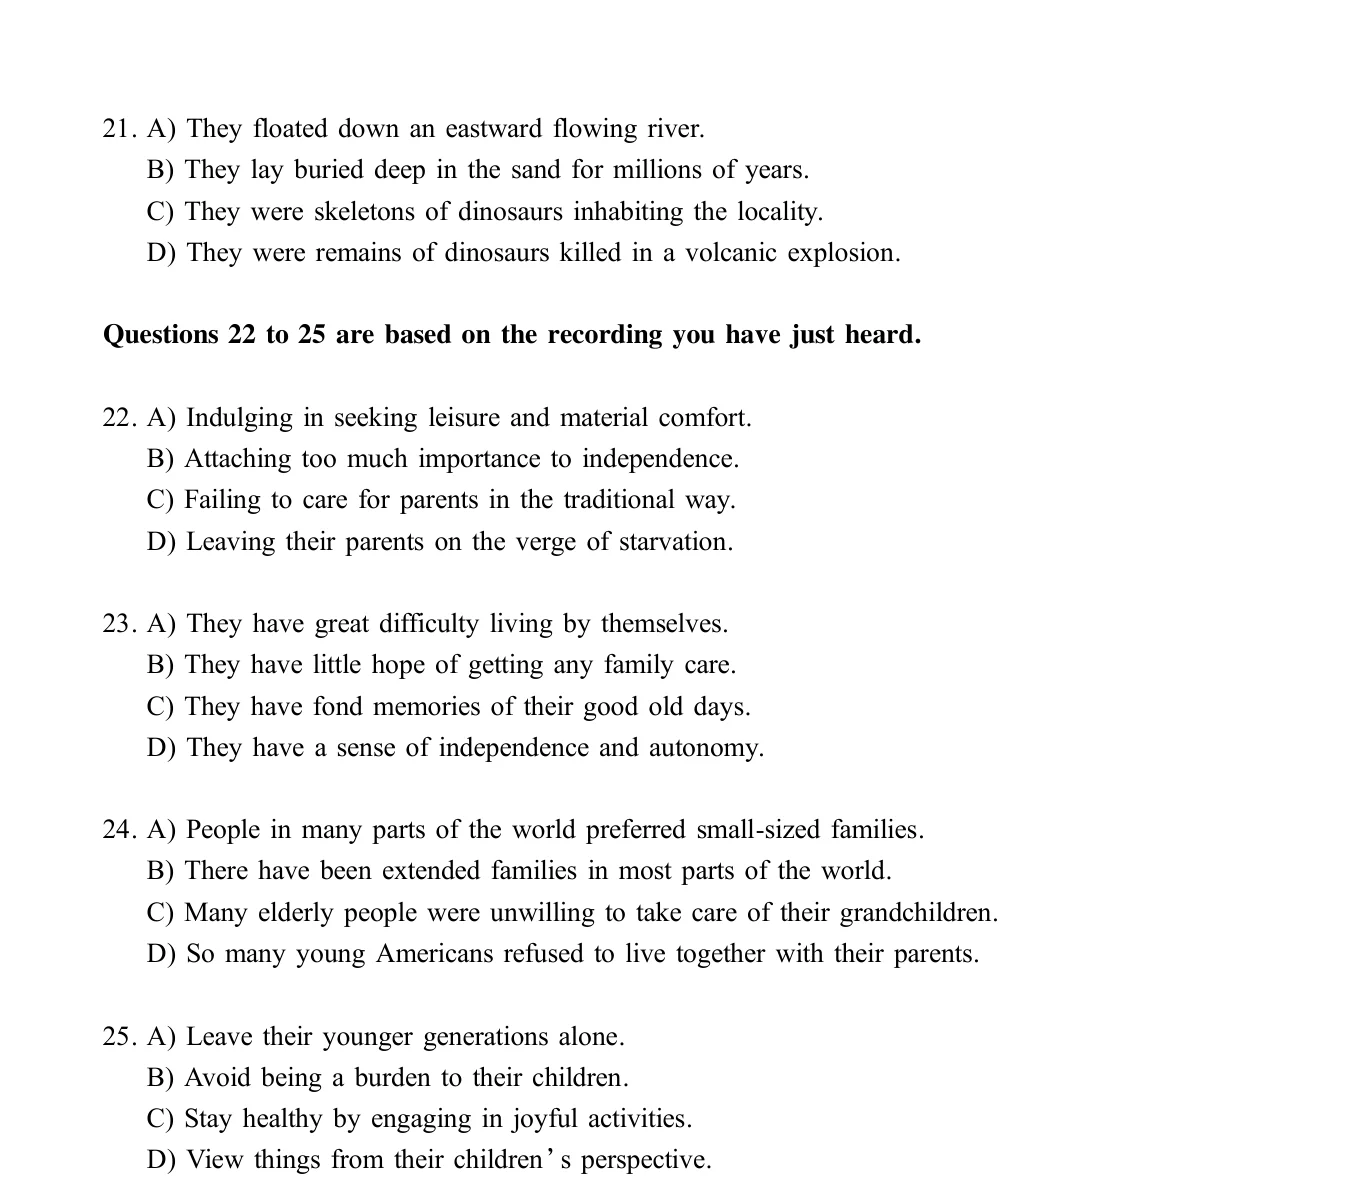 21. A) They floated down an eastward flowing river.
B) They lay buried deep in the sand for millions of years.
C) They were skeletons of dinosaurs inhabiting the locality.
D) They were remains of dinosaurs killed in a volcanic explosion.
Questions 22 to 25 are based on the recording you have just heard.
22. A) Indulging in seeking leisure and material comfort.
B) Attaching too much importance to independence.
C) Failing to care for parents in the traditional way.
D) Leaving their parents on the verge of starvation.
23. A) They have great difficulty living by themselves.
B) They have little hope of getting any family care.
C) They have fond memories of their good old days.
D) They have a sense of independence and autonomy.
24. A) People in many parts of the world preferred small-sized families.
B) There have been extended families in most parts of the world.
C) Many elderly people were unwilling to take care of their grandchildren.
D) So many young Americans refused to live together with their parents.
25. A) Leave their younger generations alone.
B) Avoid being a burden to their children.
C) Stay healthy by engaging in joyful activities.
D) View things from their children’s perspective.